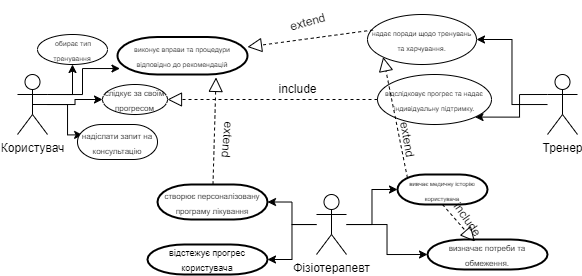 extend
надає поради щодо тренувань
та харчування.
обирає тип
тренування
виконує вправи та процедури
відповідно до рекомендацій
слідкує за своїм
прогресом
include
відслідковує прогрес та надає
індивідуальну підтримку.
extend
extend
надіслати запит на
консультацію
Користувач
Тренер
створює персоналізовану
програму лікування
вивчає медичну історію
користувача
include
відстежує прогрес
користувача
Фізіотерапевт
визначає потреби та
обмеження.